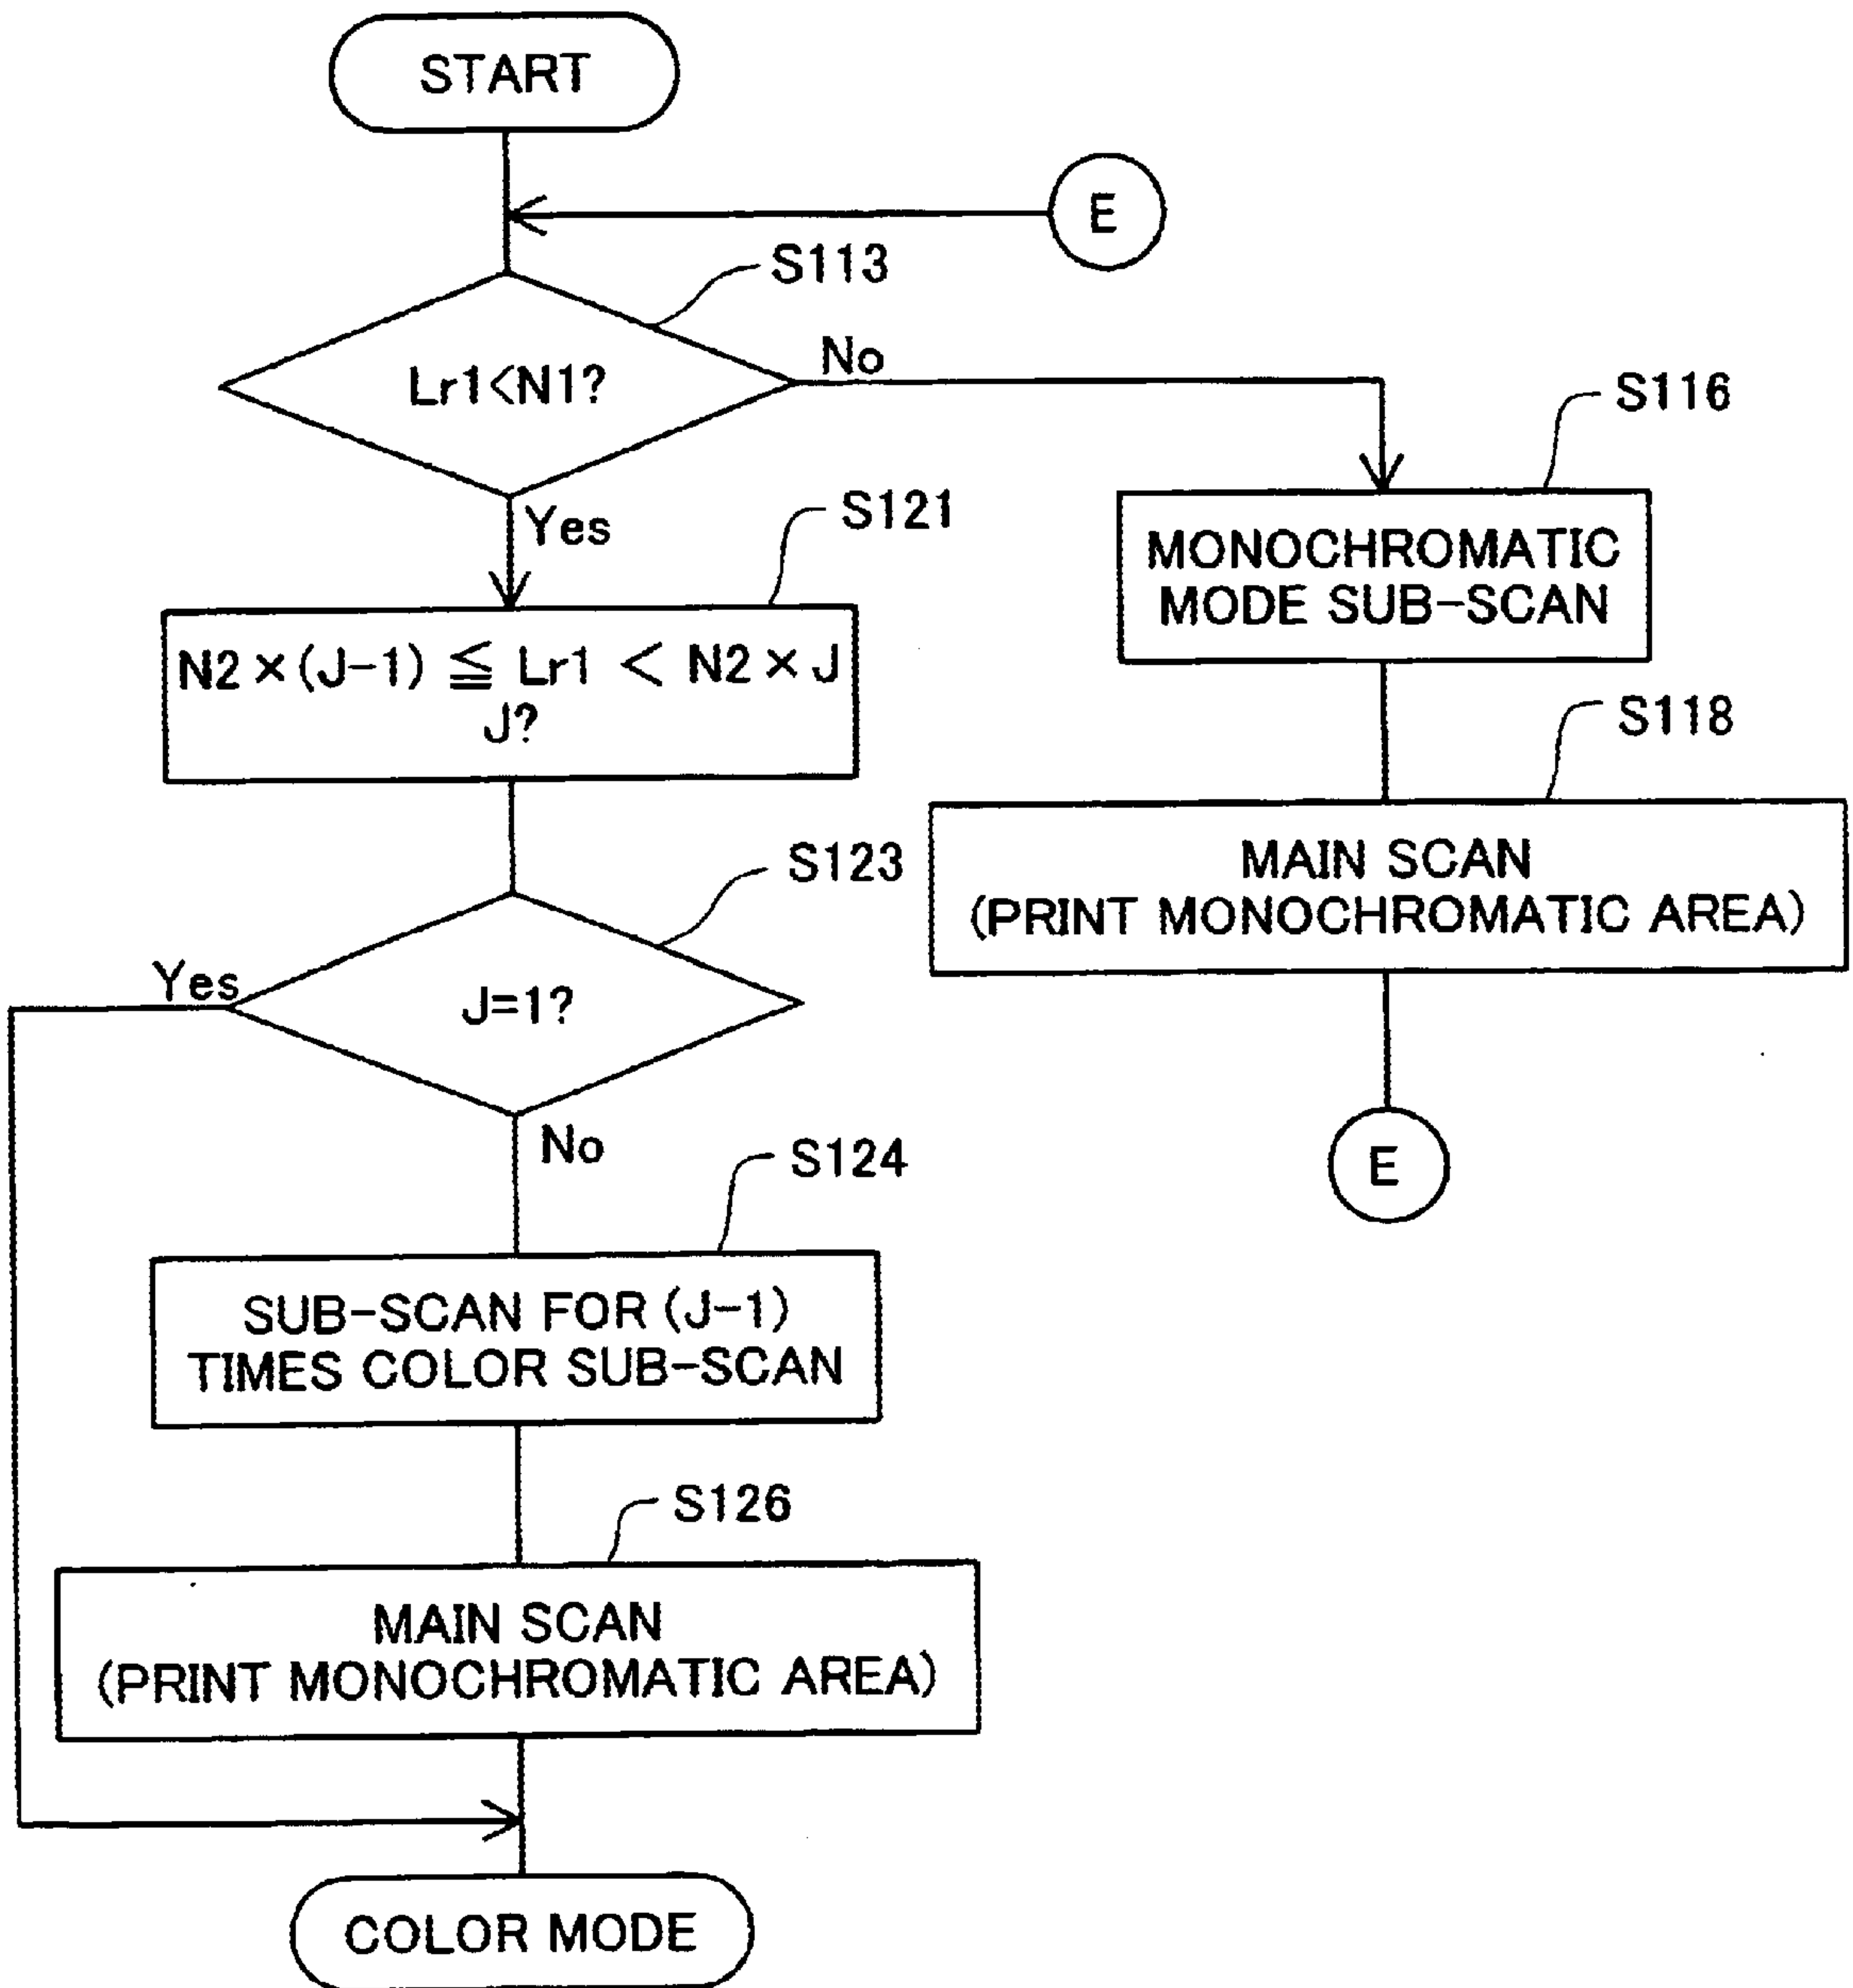 START
E
S113
Lr1<N1?
No
S116
Yes
S121
MONOCHROMATIC
MODE SUB-SCAN
N2×(J-1) ≦ Lr1 < N2×J
J?
S118
MAIN SCAN
(PRINT MONOCHROMATIC AREA)
S123
Yes
J=1?
No
S124
E
SUB-SCAN FOR (J-1)
TIMES COLOR SUB-SCAN
S126
MAIN SCAN
(PRINT MONOCHROMATIC AREA)
COLOR MODE